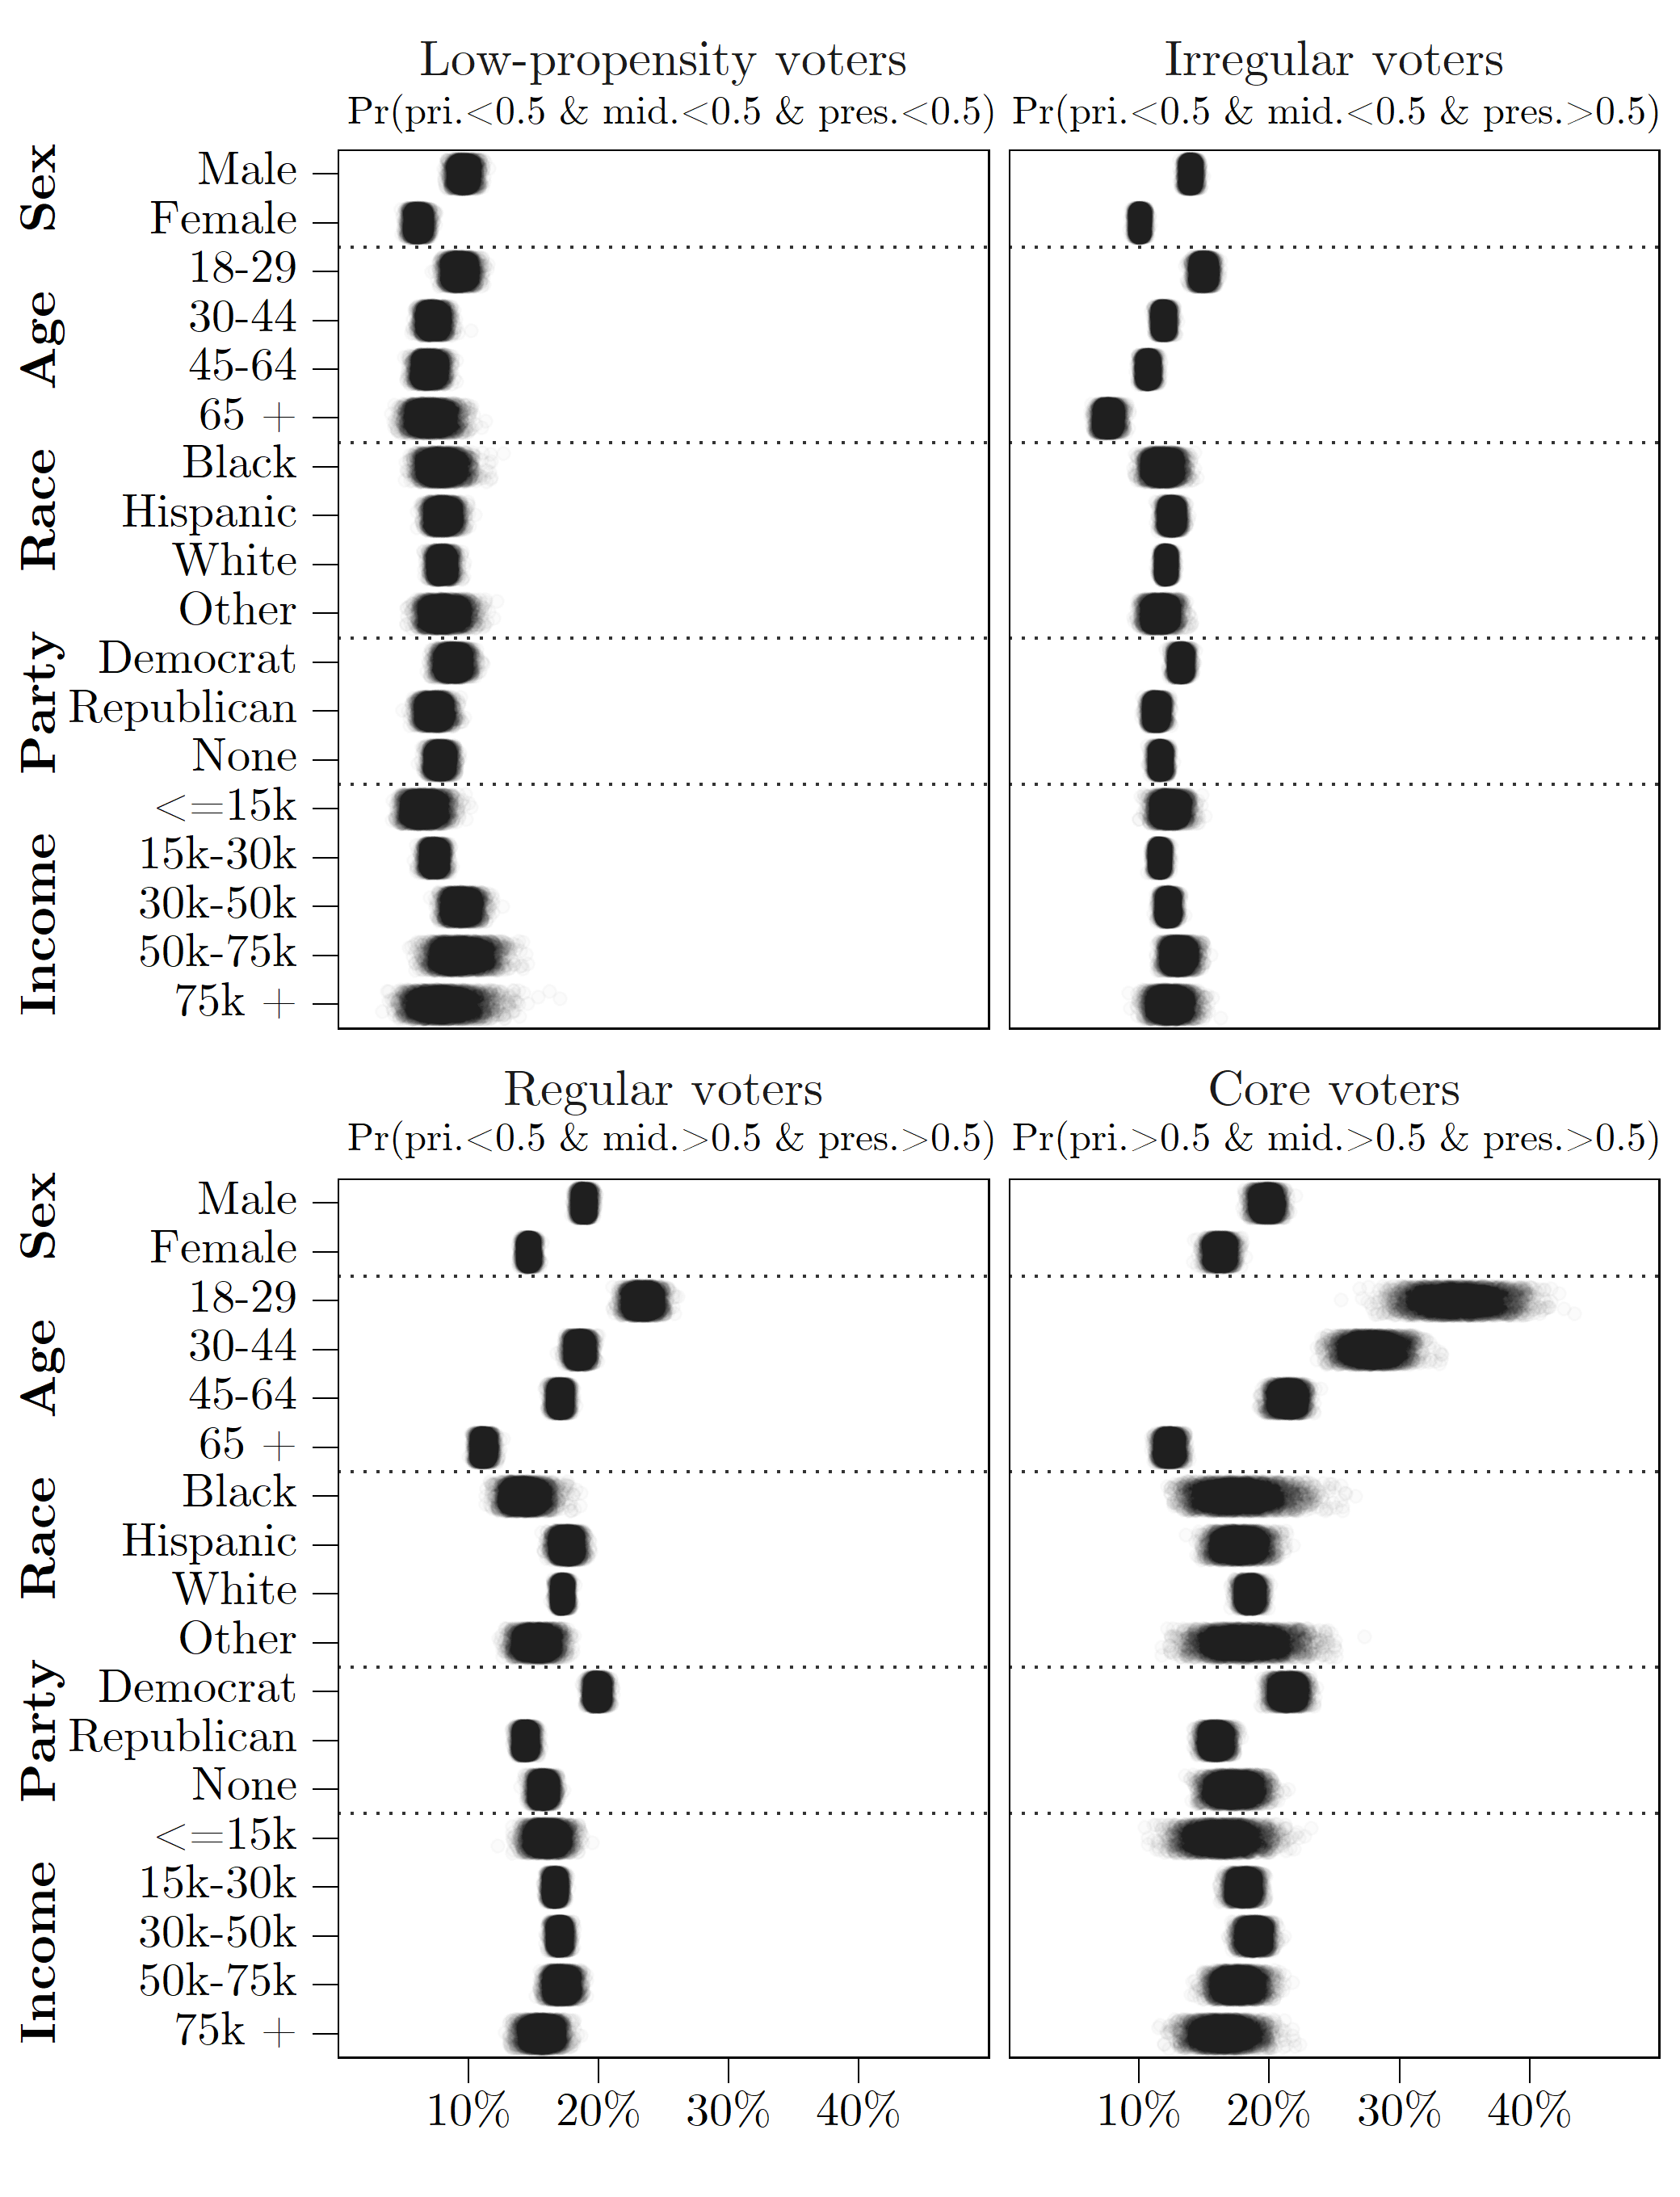 Low-propensity voters
Pr(pri.<0.5 & mid.<0.5 & pres.<0.5)
Irregular voters
Pr(pri.<0.5 & mid.<0.5 & pres.>0.5)
Sex
Male
Female
Age
18-29
30-44
45-64
65 +
Race
Black
Hispanic
White
Other
Party
Democrat
Republican
None
Income
<=15k
15k-30k
30k-50k
50k-75k
75k +
Regular voters
Pr(pri.<0.5 & mid.>0.5 & pres.>0.5)
Core voters
Pr(pri.>0.5 & mid.>0.5 & pres.>0.5)
Sex
Male
Female
Age
18-29
30-44
45-64
65 +
Race
Black
Hispanic
White
Other
Party
Democrat
Republican
None
Income
<=15k
15k-30k
30k-50k
50k-75k
75k +
10% 20% 30% 40%
10% 20% 30% 40%